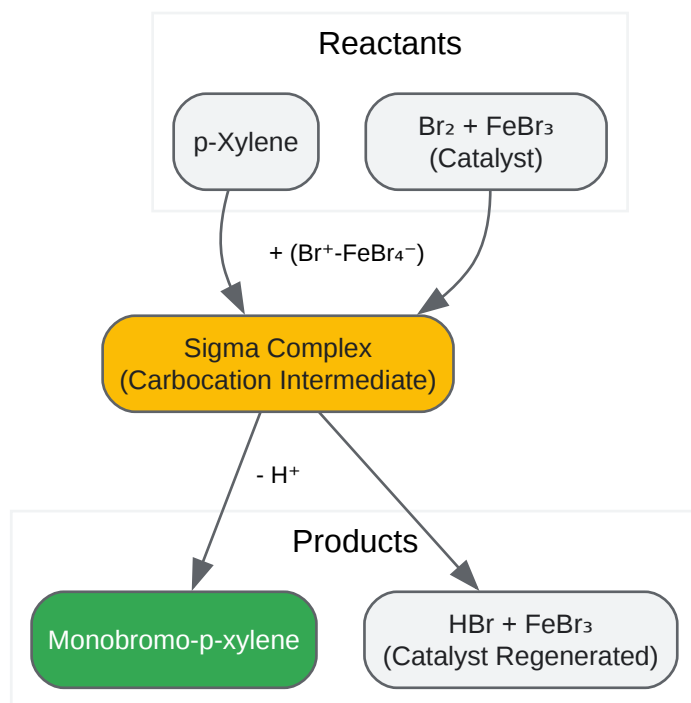 Reactants
p-Xylene
Br₂ + FeBr₃
(Catalyst)
+ (Br⁺-FeBr₄⁻)
Sigma Complex
(Carbocation Intermediate)
- H⁺
Products
Monobromo-p-xylene
HBr + FeBr₃
(Catalyst Regenerated)